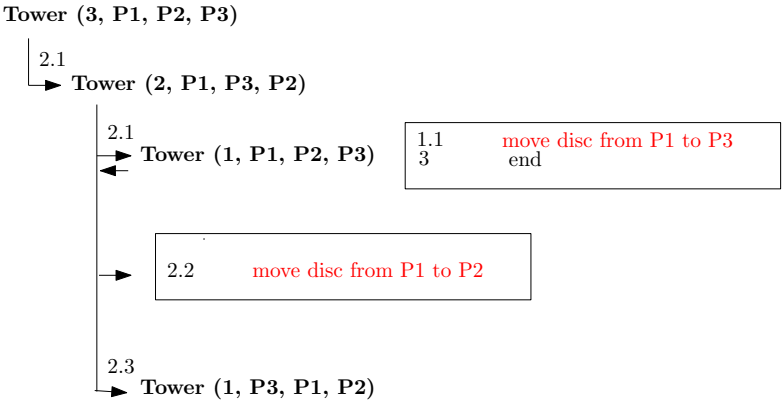 Tower (3, P1, P2, P3)
2.1
Tower (2, P1, P3, P2)
2.1
Tower (1, P1, P2, P3)
1.1 move disc from P1 to P3
3 end
2.2 move disc from P1 to P2
2.3
Tower (1, P3, P1, P2)